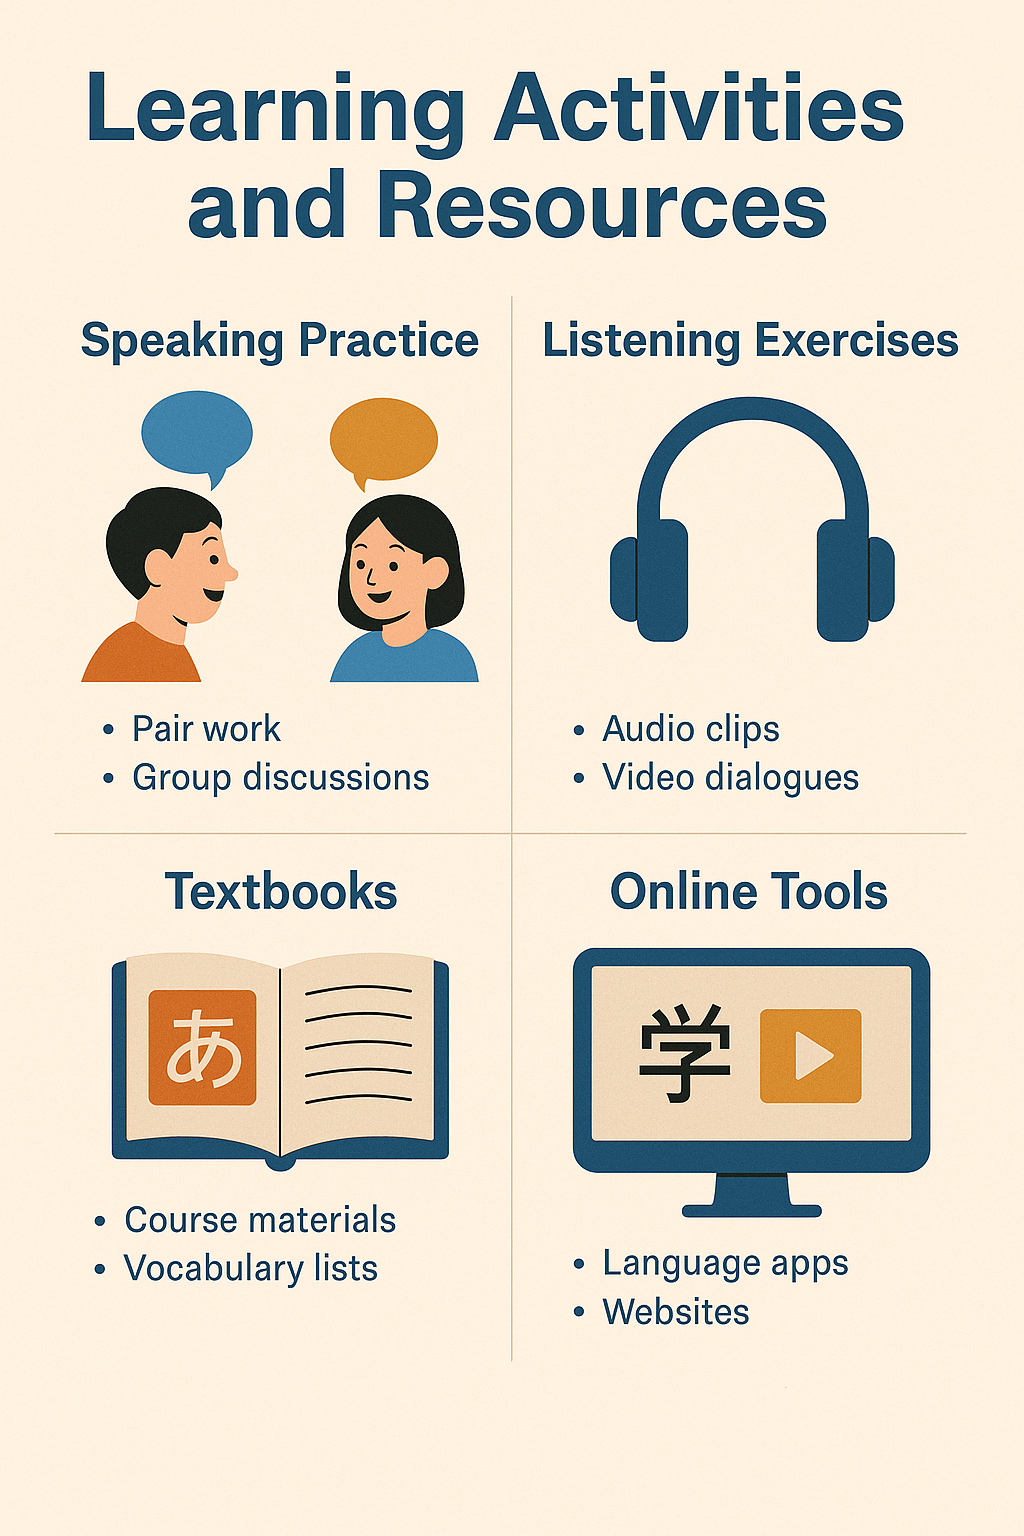 Learning Activities
and Resources
Speaking Practice
• Pair work
• Group discussions
Listening Exercises
• Audio clips
• Video dialogues
Textbooks
あ
• Course materials
• Vocabulary lists
Online Tools
学
• Language apps
• Websites